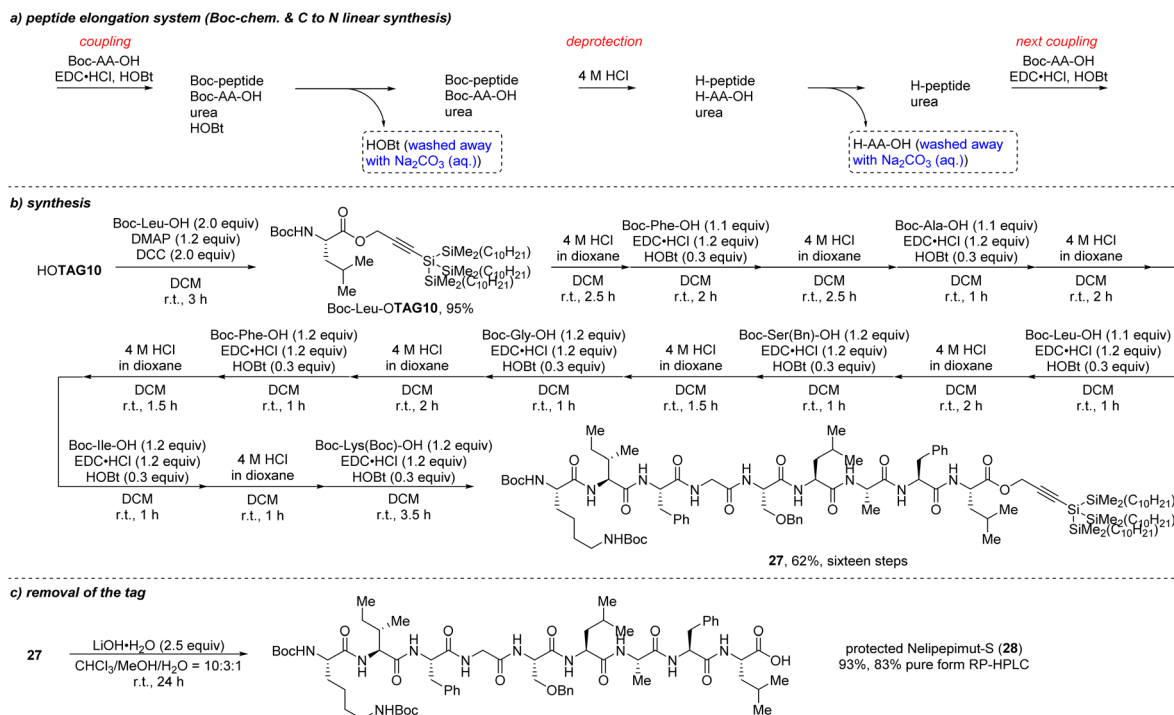 a) peptide elongation system (Boc-chem. & C to N linear synthesis)
coupling
Boc-AA-OH
EDC•HCl, HOBt
Boc-peptide
Boc-AA-OH
urea
HOBt
HOBt (washed away
with Na2CO3 (aq.))
Boc-peptide
Boc-AA-OH
urea
deprotection
4 M HCl
H-peptide
H-AA-OH
urea
H-AA-OH (washed away
with Na2CO3 (aq.))
H-peptide
urea
next coupling
Boc-AA-OH
EDC•HCl, HOBt
b) synthesis
HOTAG10
Boc-Leu-OH (2.0 equiv)
DMAP (1.2 equiv)
DCC (2.0 equiv)
DCM
r.t., 3 h
BocHN
O
O
Me
Me
Si
SiMe2(C10H21)
SiMe2(C10H21)
SiMe2(C10H21)
Boc-Leu-OTAG10, 95%
4 M HCl
in dioxane
DCM
r.t., 2.5 h
Boc-Phe-OH (1.1 equiv)
EDC•HCl (1.2 equiv)
HOBt (0.3 equiv)
DCM
r.t., 2 h
4 M HCl
in dioxane
DCM
r.t., 2.5 h
Boc-Ala-OH (1.1 equiv)
EDC•HCl (1.2 equiv)
HOBt (0.3 equiv)
DCM
r.t., 1 h
4 M HCl
in dioxane
DCM
r.t., 2 h
Boc-Leu-OH (1.1 equiv)
EDC•HCl (1.2 equiv)
HOBt (0.3 equiv)
DCM
r.t., 1 h
4 M HCl
in dioxane
DCM
r.t., 2 h
Boc-Ser(Bn)-OH (1.2 equiv)
EDC•HCl (1.2 equiv)
HOBt (0.3 equiv)
DCM
r.t., 1 h
4 M HCl
in dioxane
DCM
r.t., 1.5 h
Boc-Gly-OH (1.2 equiv)
EDC•HCl (1.2 equiv)
HOBt (0.3 equiv)
DCM
r.t., 1 h
4 M HCl
in dioxane
DCM
r.t., 2 h
Boc-Phe-OH (1.2 equiv)
EDC•HCl (1.2 equiv)
HOBt (0.3 equiv)
DCM
r.t., 1 h
4 M HCl
in dioxane
DCM
r.t., 1.5 h
Boc-Ile-OH (1.2 equiv)
EDC•HCl (1.2 equiv)
HOBt (0.3 equiv)
DCM
r.t., 1 h
4 M HCl
in dioxane
DCM
r.t., 1 h
Boc-Lys(Boc)-OH (1.2 equiv)
EDC•HCl (1.2 equiv)
HOBt (0.3 equiv)
DCM
r.t., 3.5 h
BocHN
NHBoc
O
N
H
Me
Me
O
H
N
Ph
O
N
H
O
H
N
OBn
O
N
H
Me
Me
O
H
N
Me
O
N
H
Ph
O
H
N
Me
Me
O
O
Si
SiMe2(C10H21)
SiMe2(C10H21)
SiMe2(C10H21)
27, 62%, sixteen steps
c) removal of the tag
27
LiOH•H2O (2.5 equiv)
CHCl3/MeOH/H2O = 10:3:1
r.t., 24 h
BocHN
NHBoc
O
N
H
Me
Me
O
H
N
Ph
O
N
H
O
H
N
OBn
O
N
H
Me
Me
O
H
N
Me
O
N
H
Ph
O
H
N
Me
Me
O
OH
protected Nelipepimut-S (28)
93%, 83% pure form RP-HPLC